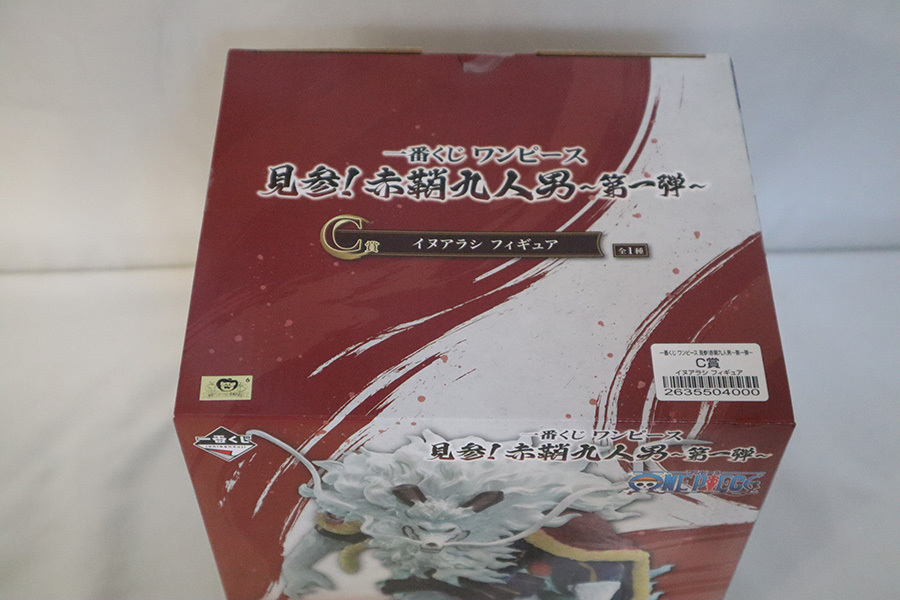 一番くじ ワンピース
見参!赤鞘九人男～第一弾～
C賞
イヌアラシ フィギュア
全1種
一番くじ ワンピース 見参!赤鞘九人男～第一弾～
C賞
イヌアラシ フィギュア
2635504000
一番くじ
一番くじ ワンピース
見参!赤鞘九人男～第一弾～
ONE PIECE